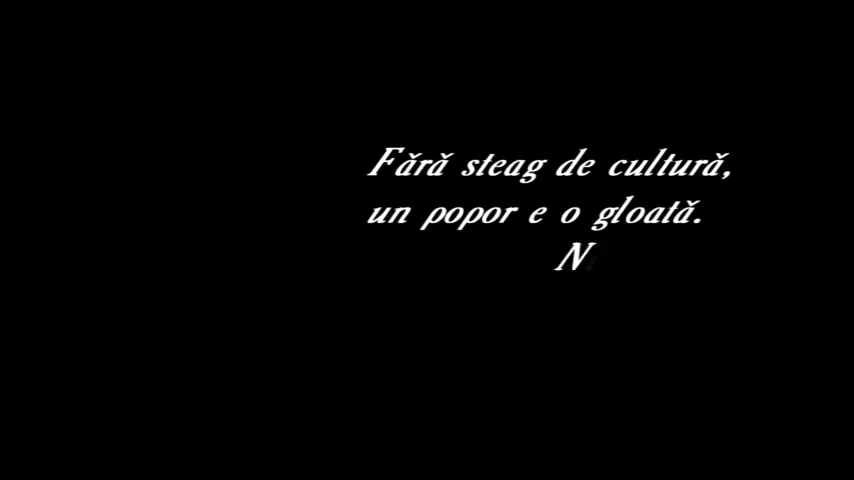 Fără steag de cultură,
un popor e o gloată.
N